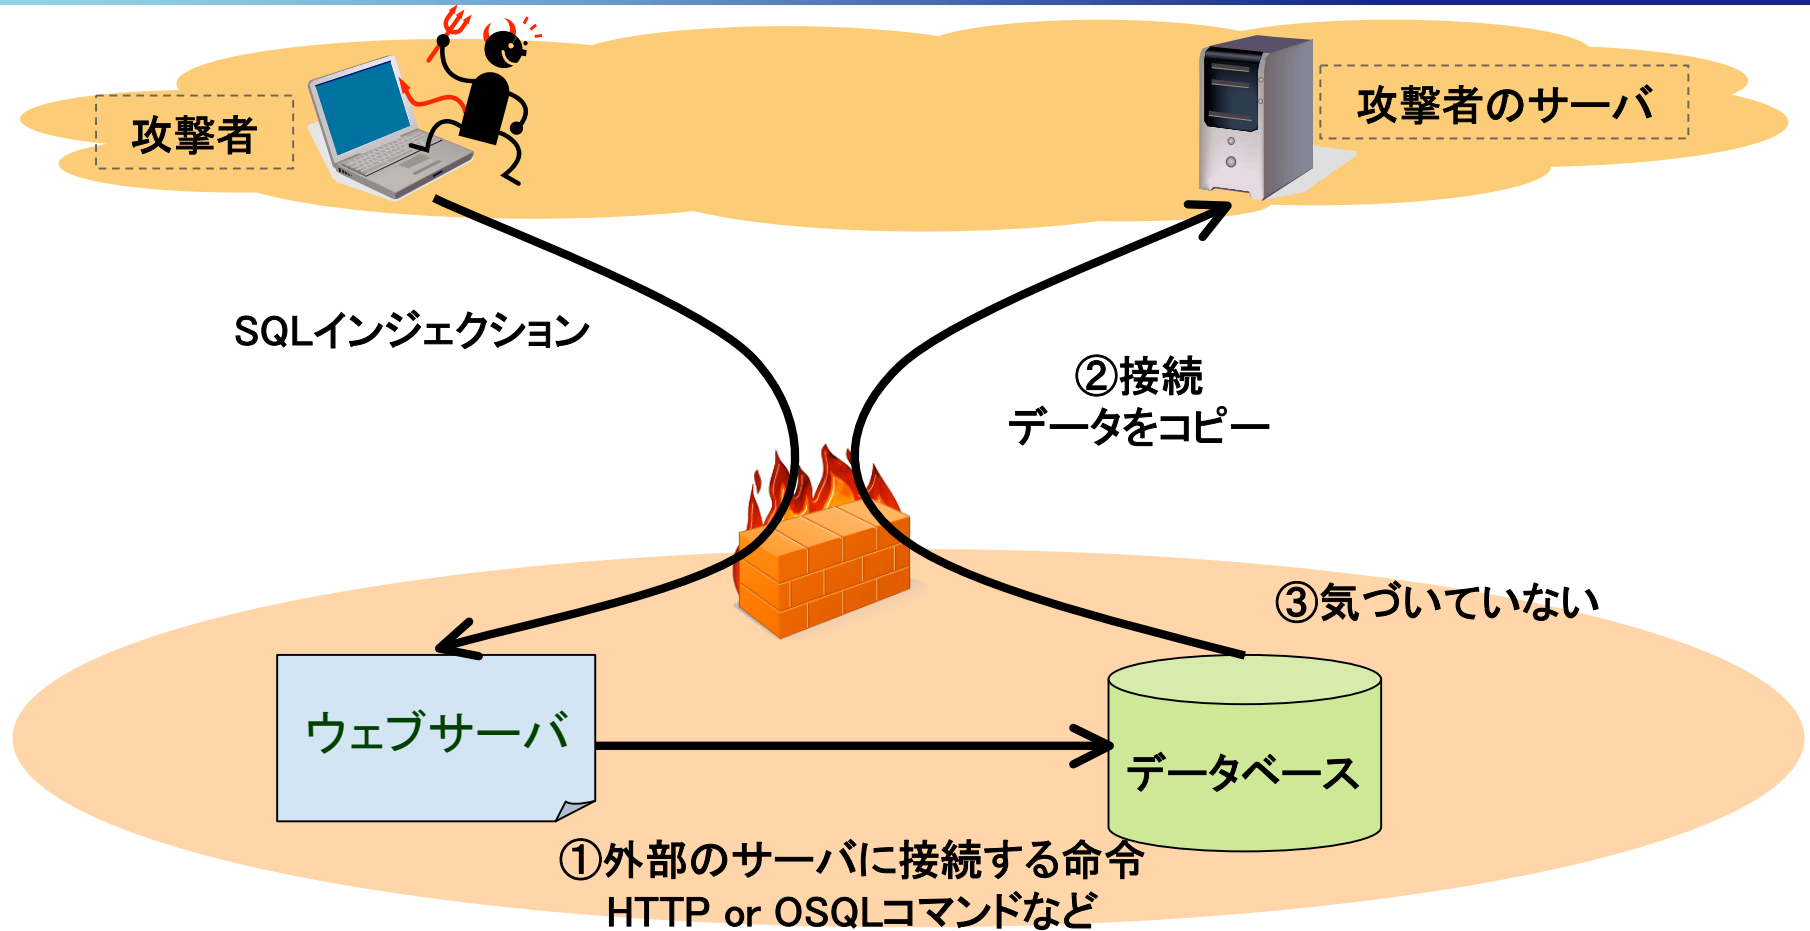 攻撃者
攻撃者のサーバ
SQLインジェクション
②接続
データをコピー
③気づいていない
ウェブサーバ
データベース
①外部のサーバに接続する命令
HTTP or OSQLコマンドなど